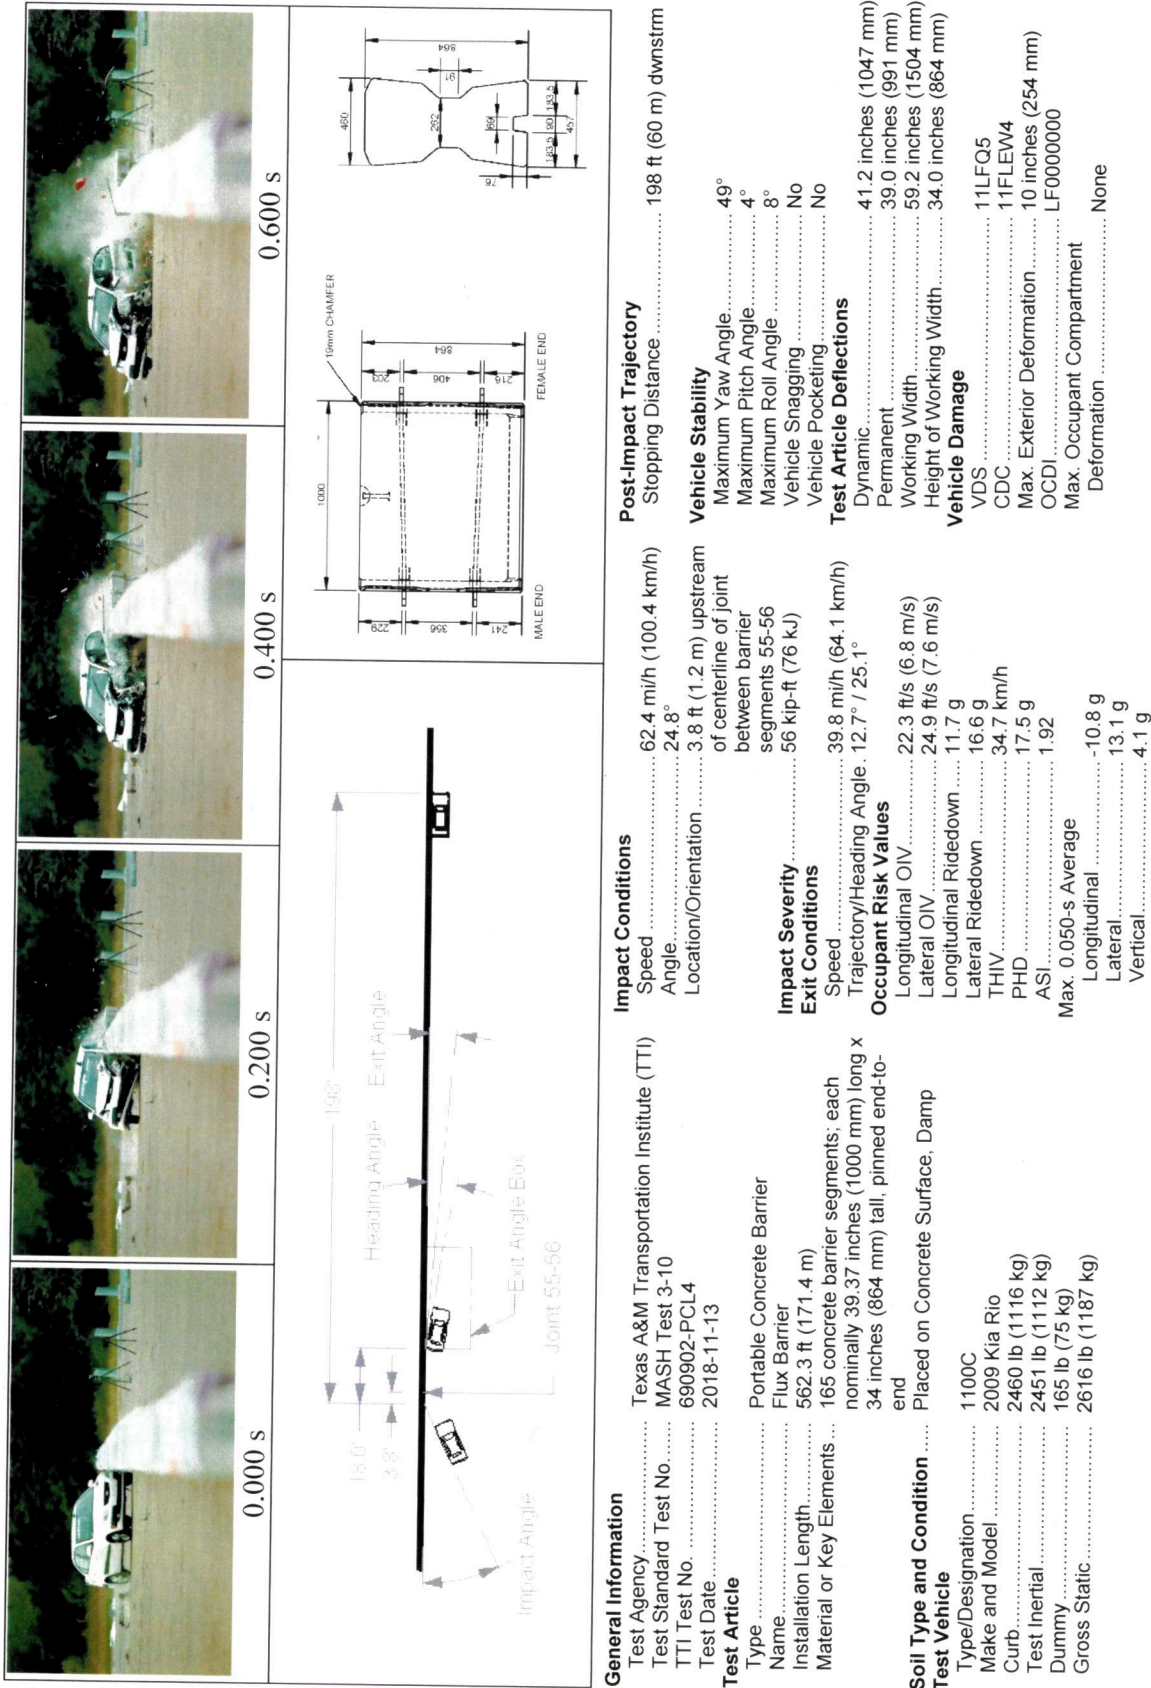 0.000 s
0.200 s
0.400 s
0.600 s
198'
Heading Angle
Exit Angle
18.0'
3.8'
Exit Angle Box
Joint 55-56
Impact Angle
1000
19mm CHAMFER
229
356
241
203
406
216
864
MALE END
FEMALE END
460
864
262
91
89
76
183.5
90
183.5
457
General Information
Test Agency.................. Texas A&M Transportation Institute (TTI)
Test Standard Test No...... MASH Test 3-10
TTI Test No. .................. 690902-PCL4
Test Date...................... 2018-11-13
Test Article
Type............................. Portable Concrete Barrier
Name............................ Flux Barrier
Installation Length............ 562.3 ft (171.4 m)
Material or Key Elements ... 165 concrete barrier segments; each
nominally 39.37 inches (1000 mm) long x
34 inches (864 mm) tall, pinned end-to-
end
Soil Type and Condition ..... Placed on Concrete Surface, Damp
Test Vehicle
Type/Designation.............. 1100C
Make and Model............... 2009 Kia Rio
Curb.............................. 2460 lb (1116 kg)
Test Inertial..................... 2451 lb (1112 kg)
Dummy.......................... 165 lb (75 kg)
Gross Static.................... 2616 lb (1187 kg)
Impact Conditions
Speed ........................... 62.4 mi/h (100.4 km/h)
Angle............................. 24.8°
Location/Orientation ......... 3.8 ft (1.2 m) upstream
of centerline of joint
between barrier
segments 55-56
Impact Severity................ 56 kip-ft (76 kJ)
Exit Conditions
Speed ........................... 39.8 mi/h (64.1 km/h)
Trajectory/Heading Angle. 12.7° / 25.1°
Occupant Risk Values
Longitudinal OIV.............. 22.3 ft/s (6.8 m/s)
Lateral OIV..................... 24.9 ft/s (7.6 m/s)
Longitudinal Ridedown ..... 11.7 g
Lateral Ridedown ............ 16.6 g
THIV............................. 34.7 km/h
PHD.............................. 17.5 g
ASI............................... 1.92
Max. 0.050-s Average
Longitudinal ................... -10.8 g
Lateral........................... 13.1 g
Vertical.......................... 4.1 g
Post-Impact Trajectory
Stopping Distance............ 198 ft (60 m) dwnstrm
Vehicle Stability
Maximum Yaw Angle........ 49°
Maximum Pitch Angle....... 4°
Maximum Roll Angle ........ 8°
Vehicle Snagging ............ No
Vehicle Pocketing............ No
Test Article Deflections
Dynamic........................ 41.2 inches (1047 mm)
Permanent ..................... 39.0 inches (991 mm)
Working Width................. 59.2 inches (1504 mm)
Height of Working Width .... 34.0 inches (864 mm)
Vehicle Damage
VDS ............................. 11LFQ5
CDC ............................. 11FLEW4
Max. Exterior Deformation.... 10 inches (254 mm)
OCDI............................. LF0000000
Max. Occupant Compartment
Deformation ................... None